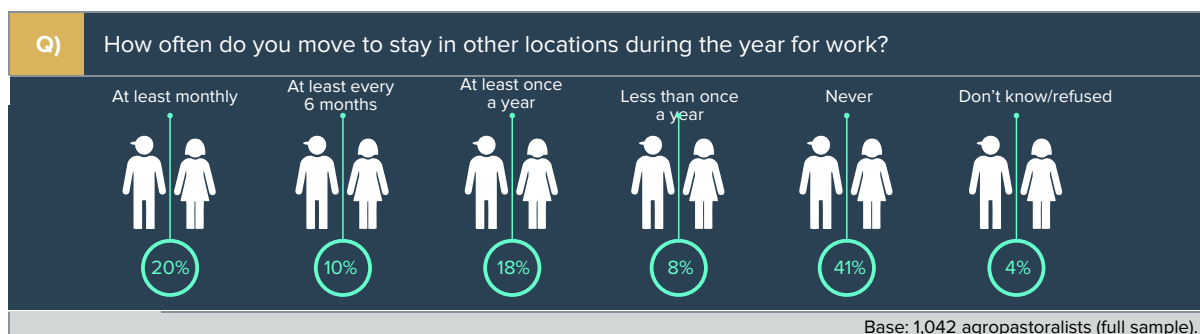 Q)
How often do you move to stay in other locations during the year for work?
At least monthly
At least every
6 months
At least once
a year
Less than once
a year
Never
Don't know/refused
20%
10%
18%
8%
41%
4%
Base: 1,042 agropastoralists (full sample).